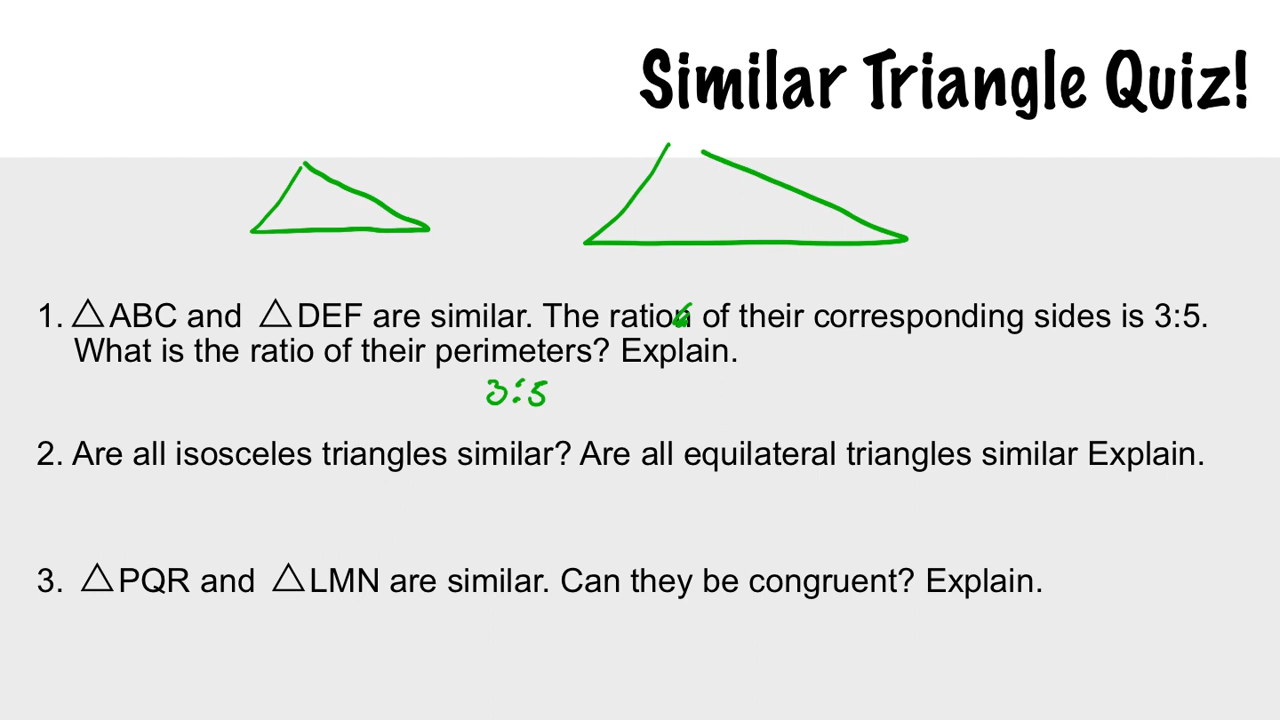 Similar Triangle Quiz!
1. △ABC and △DEF are similar. The ration of their corresponding sides is 3:5.
What is the ratio of their perimeters? Explain.
3:5
2. Are all isosceles triangles similar? Are all equilateral triangles similar Explain.
3. △PQR and △LMN are similar. Can they be congruent? Explain.